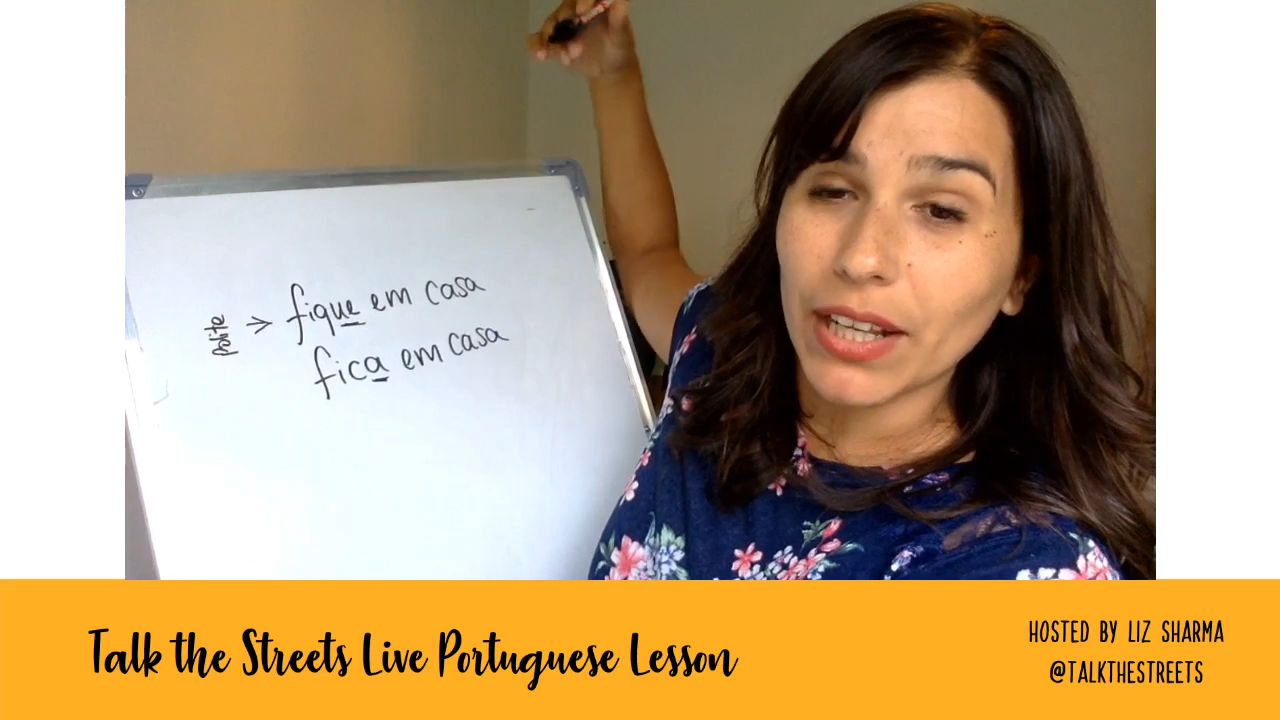 polite > fique em casa
fica em casa
Talk the Streets Live Portuguese Lesson
HOSTED BY LIZ SHARMA
@TALKTHESTREETS